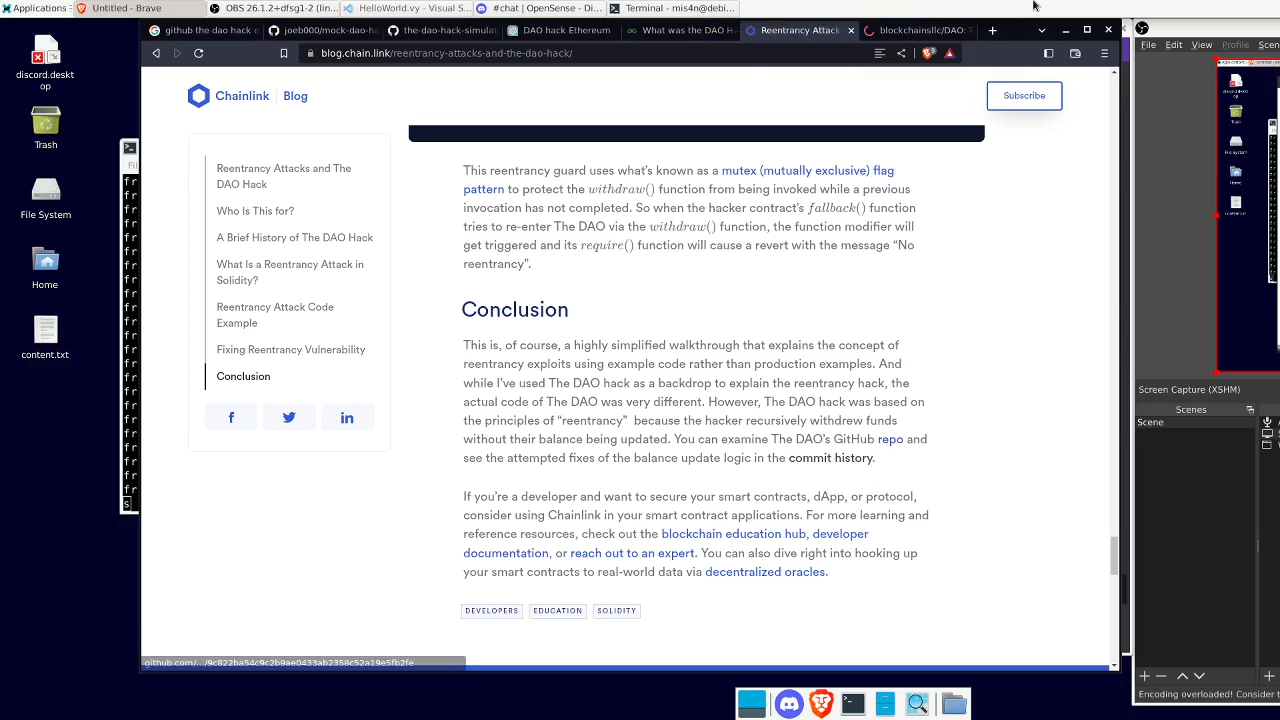 Applications
Untitled - Brave
OBS 26.1.2+dfsg1-2 (lin...
HelloWorld.vy - Visual S...
#chat | OpenSense - Di...
Terminal - mis4n@debi...
github the dao e
joeb000/mock-dao-ha
the-dao-hack-simulat
DAO hack Ethereum
What was the DAO H
Reentrancy Attack
blockchainsllc/DAO: T
blog.chain.link/reentrancy-attacks-and-the-dao-hack/
discord.deskt
op
Trash
File System
Home
content.txt
Chainlink
Blog
Subscribe
Reentrancy Attacks and The
DAO Hack
Who Is This for?
A Brief History of The DAO Hack
What Is a Reentrancy Attack in
Solidity?
Reentrancy Attack Code
Example
Fixing Reentrancy Vulnerability
Conclusion
This reentrancy guard uses what's known as a mutex (mutually exclusive) flag
pattern to protect the withdraw() function from being invoked while a previous
invocation has not completed. So when the hacker contract's fallback() function
tries to re-enter The DAO via the withdraw() function, the function modifier will
get triggered and its require() function will cause a revert with the message “No
reentrancy”.
Conclusion
This is, of course, a highly simplified walkthrough that explains the concept of
reentrancy exploits using example code rather than production examples. And
while I've used The DAO hack as a backdrop to explain the reentrancy hack, the
actual code of The DAO was very different. However, The DAO hack was based on
the principles of “reentrancy” because the hacker recursively withdrew funds
without their balance being updated. You can examine The DAO's GitHub repo and
see the attempted fixes of the balance update logic in the commit history.
If you're a developer and want to secure your smart contracts, dApp, or protocol,
consider using Chainlink in your smart contract applications. For more learning and
reference resources, check out the blockchain education hub, developer
documentation, or reach out to an expert. You can also dive right into hooking up
your smart contracts to real-world data via decentralized oracles.
DEVELOPERS
EDUCATION
SOLIDITY
github.com/.../9c822ba54c9c2b9ae0433ab2358c52a19e5fb2fe
File Edit View Profile Scen
Screen Capture (XSHM)
Scenes
Scene
Encoding overloaded! Consider t